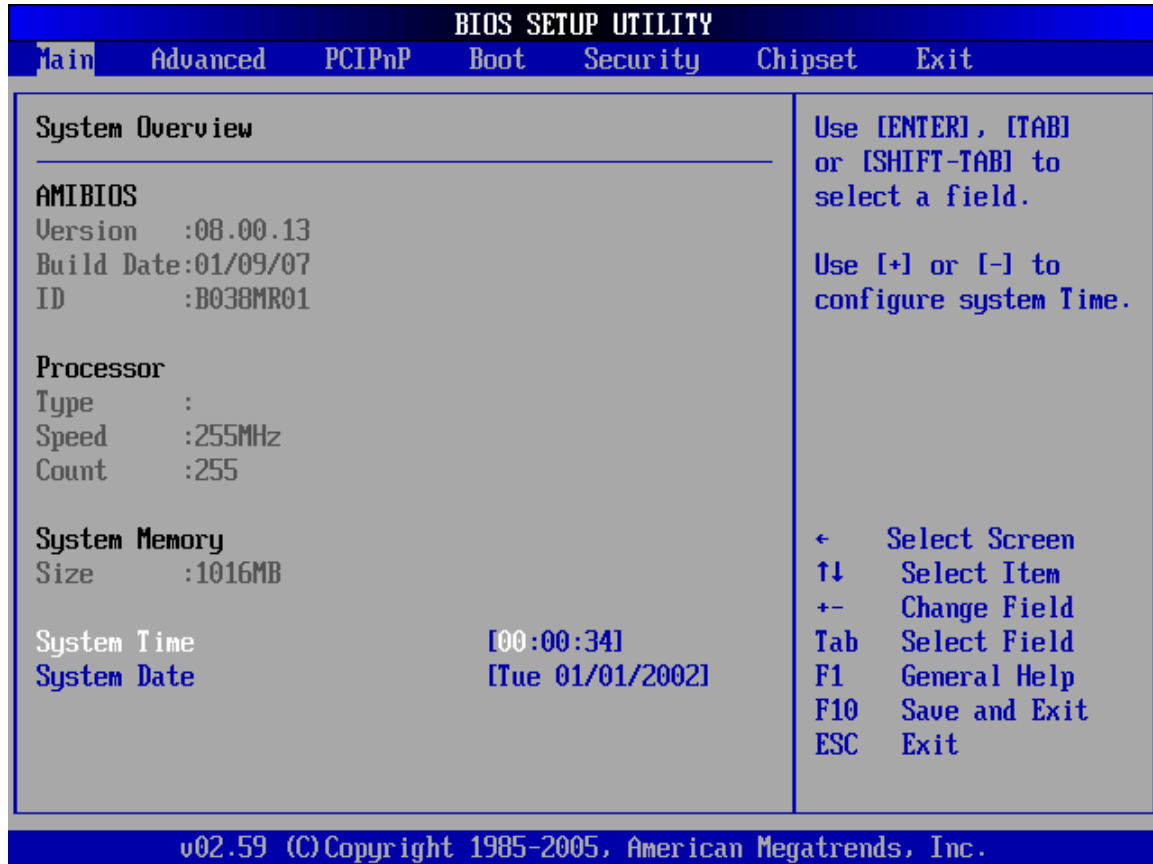 BIOS SETUP UTILITY
Main Advanced PCIPnP Boot Security Chipset Exit
System Overview
AMIBIOS
Version :08.00.13
Build Date:01/09/07
ID :B038MR01
Processor
Type :
Speed :255MHz
Count :255
System Memory
Size :1016MB
System Time [00:00:34]
System Date [Tue 01/01/2002]
Use [ENTER], [TAB]
or [SHIFT-TAB] to
select a field.
Use [+] or [-] to
configure system Time.
← Select Screen
↑↓ Select Item
+- Change Field
Tab Select Field
F1 General Help
F10 Save and Exit
ESC Exit
v02.59 (C)Copyright 1985-2005, American Megatrends, Inc.